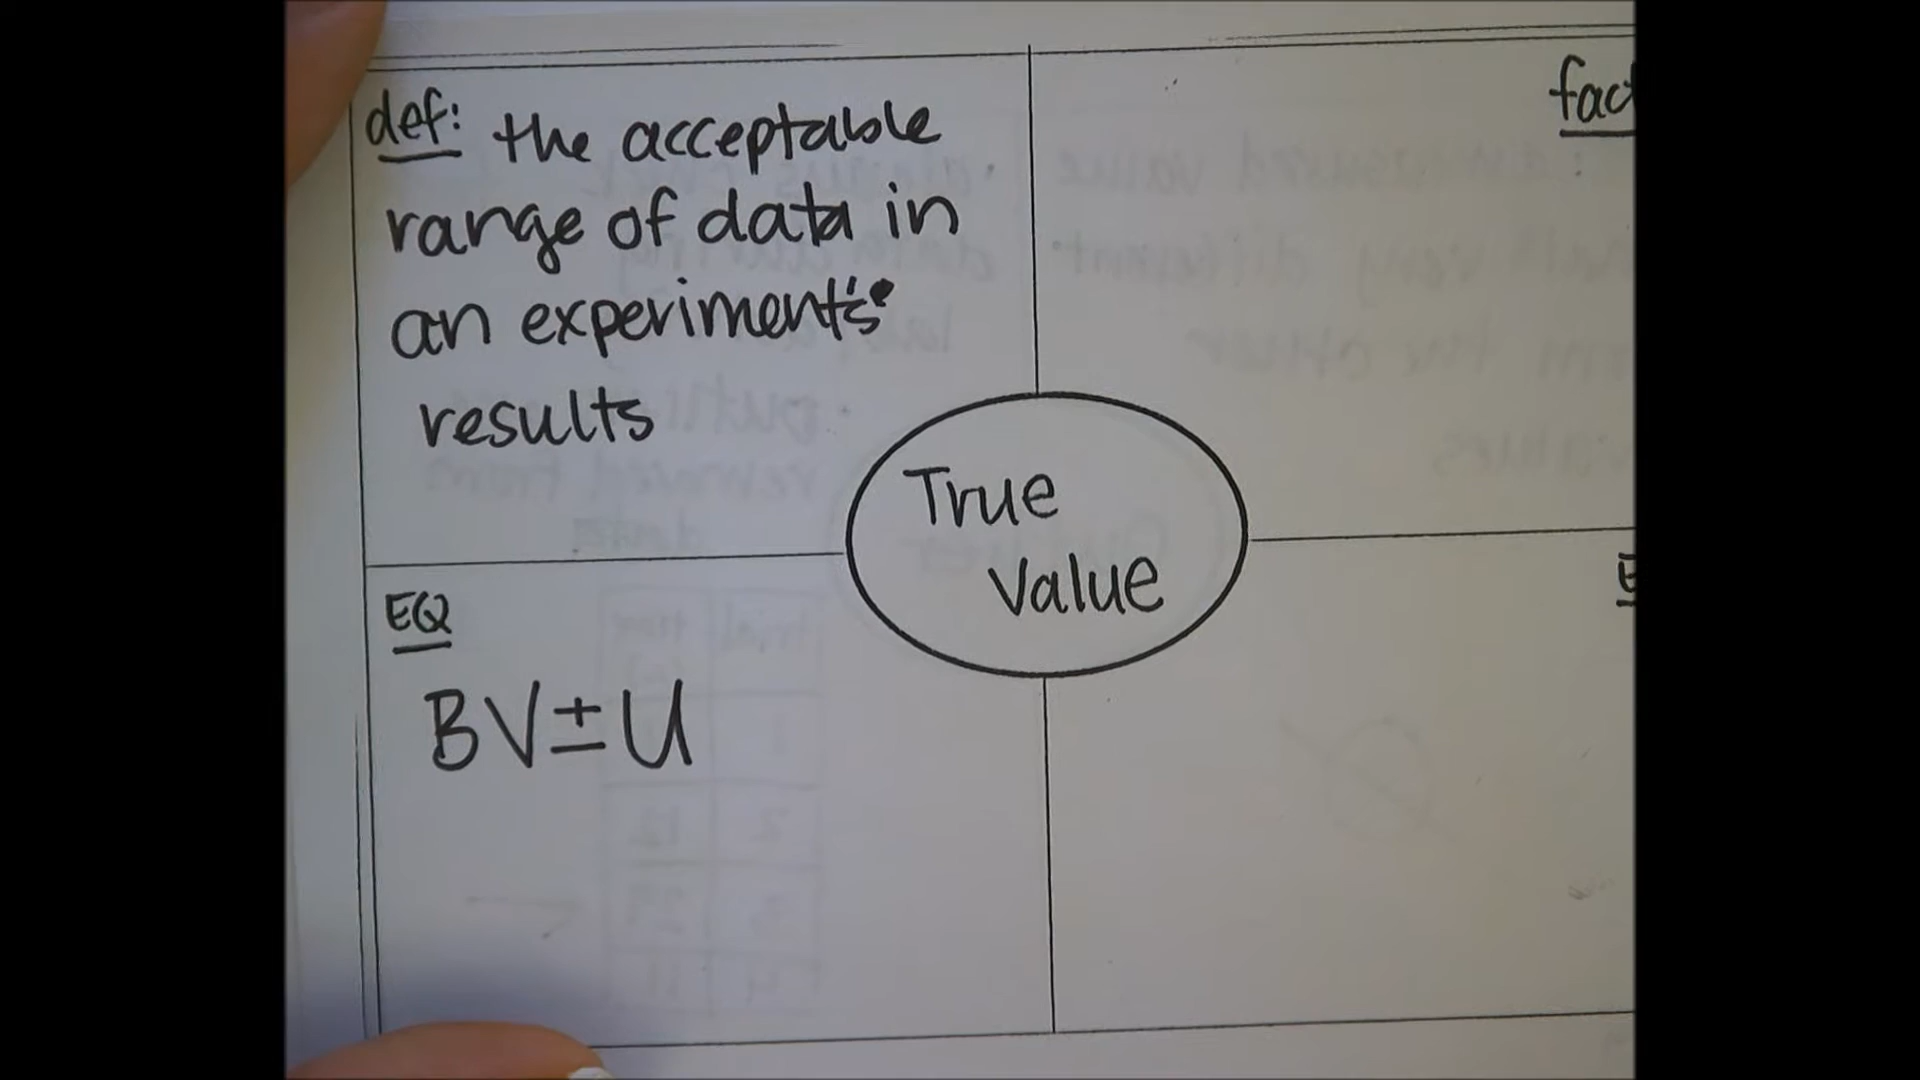 def: the acceptable
range of data in
an experiment's
results
fac
True
Value
EQ
BV±U